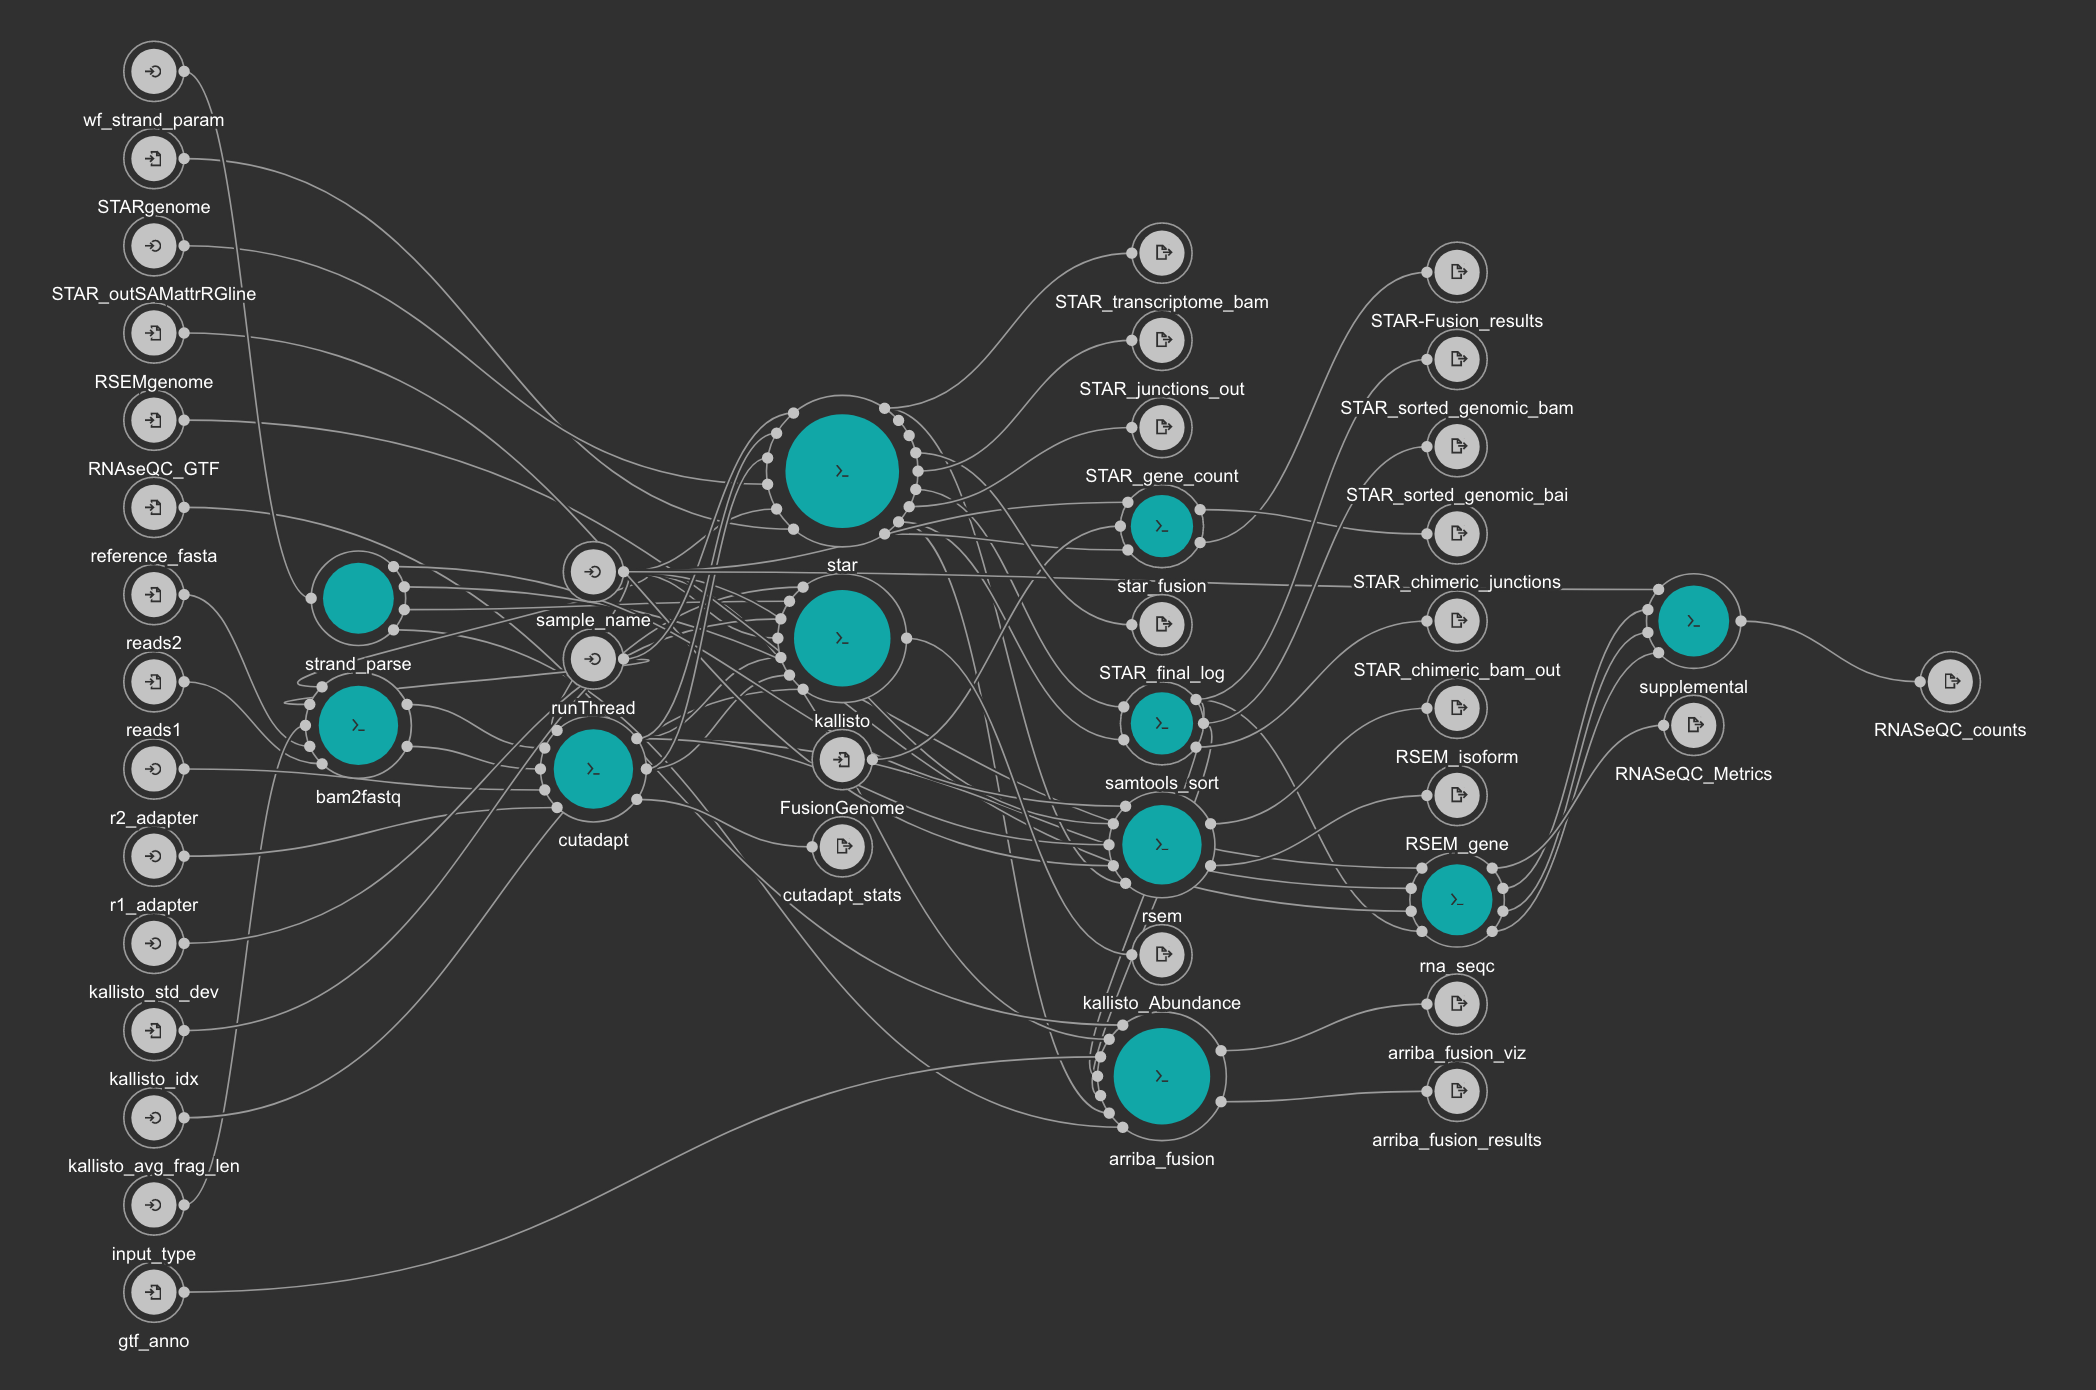 wf_strand_param
STARgenome
STAR_outSAMattrRGline
RSEMgenome
RNAseQC_GTF
reference_fasta
reads2
reads1
r2_adapter
r1_adapter
kallisto_std_dev
kallisto_idx
kallisto_avg_frag_len
input_type
gtf_anno
strand_parse
bam2fastq
sample_name
runThread
cutadapt
star
kallisto
FusionGenome
cutadapt_stats
STAR_transcriptome_bam
STAR_junctions_out
STAR_gene_count
star_fusion
STAR_final_log
samtools_sort
rsem
kallisto_Abundance
arriba_fusion
STAR-Fusion_results
STAR_sorted_genomic_bam
STAR_sorted_genomic_bai
STAR_chimeric_junctions
STAR_chimeric_bam_out
RSEM_isoform
RSEM_gene
rna_seqc
arriba_fusion_viz
arriba_fusion_results
supplemental
RNASeQC_Metrics
RNASeQC_counts